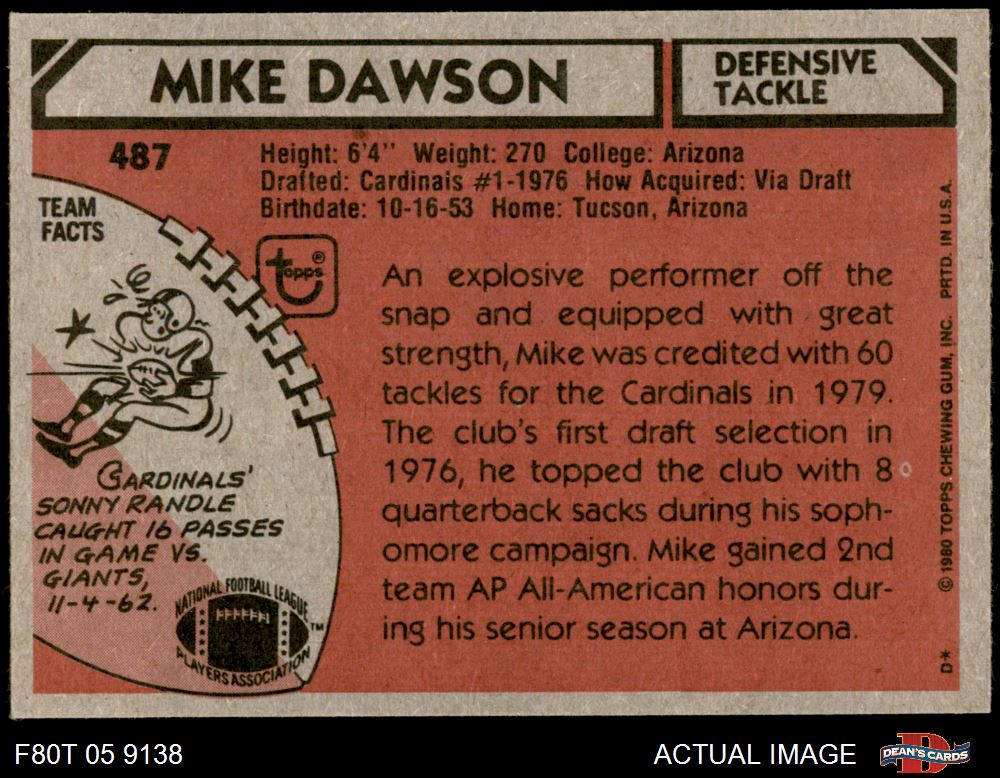 MIKE DAWSON
DEFENSIVE
TACKLE
487
Height: 6'4" Weight: 270 College: Arizona
Drafted: Cardinals #1-1976 How Acquired: Via Draft
Birthdate: 10-16-53 Home: Tucson, Arizona
TEAM
FACTS
Topps®
An explosive performer off the
snap and equipped with great
strength, Mike was credited with 60
tackles for the Cardinals in 1979.
The club's first draft selection in
1976, he topped the club with 8
quarterback sacks during his soph-
omore campaign. Mike gained 2nd
team AP All-American honors dur-
ing his senior season at Arizona.
CARDINALS'
SONNY RANDLE
CAUGHT 16 PASSES
IN GAME VS.
GIANTS,
11-4-62.
NATIONAL FOOTBALL LEAGUE
PLAYERS ASSOCIATION
TM
© 1980 TOPPS CHEWING GUM, INC. PRTD. IN U.S.A.
D*
F80T 05 9138
ACTUAL IMAGE
D
DEAN'S CARDS